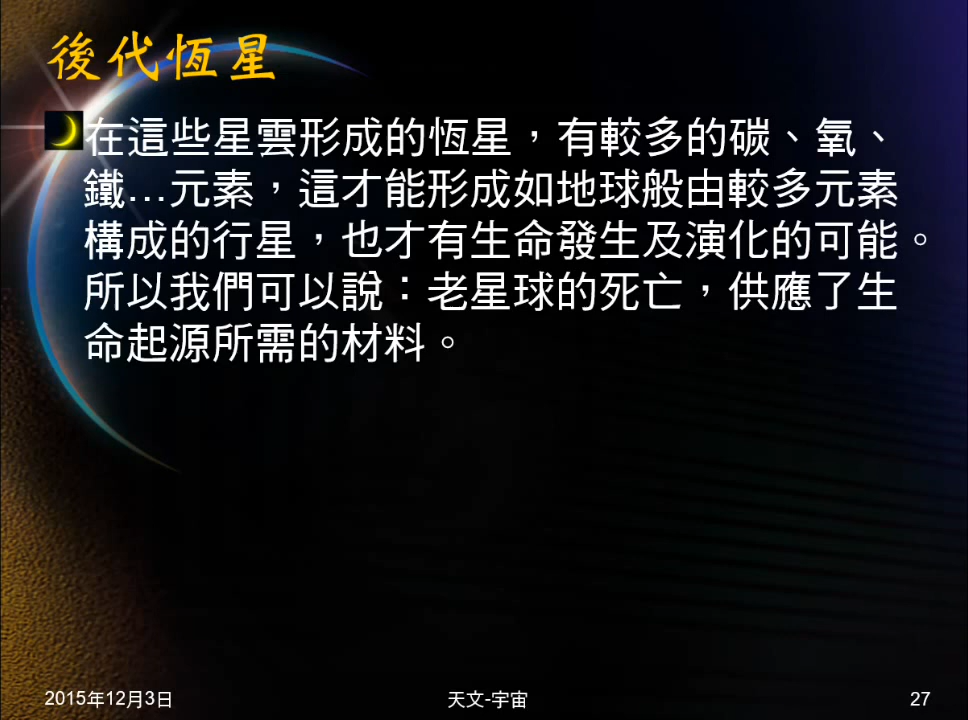 後代恆星
在這些星雲形成的恆星，有較多的碳、氧、
鐵…元素，這才能形成如地球般由較多元素
構成的行星，也才有生命發生及演化的可能。
所以我們可以說：老星球的死亡，供應了生
命起源所需的材料。
2015年12月3日
天文-宇宙
27